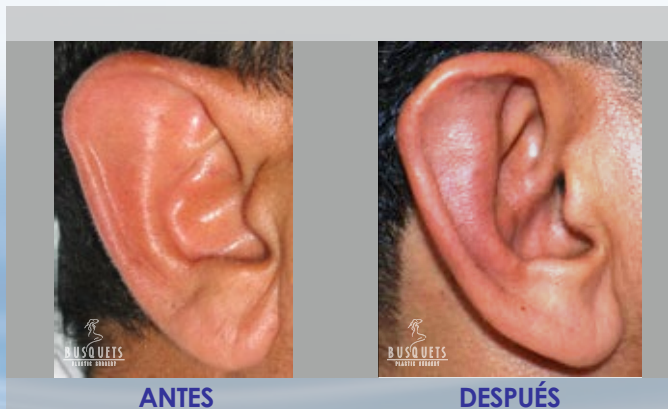 BUSQUETS
PLASTIC SURGERY
BUSQUETS
PLASTIC SURGERY
ANTES
DESPUÉS